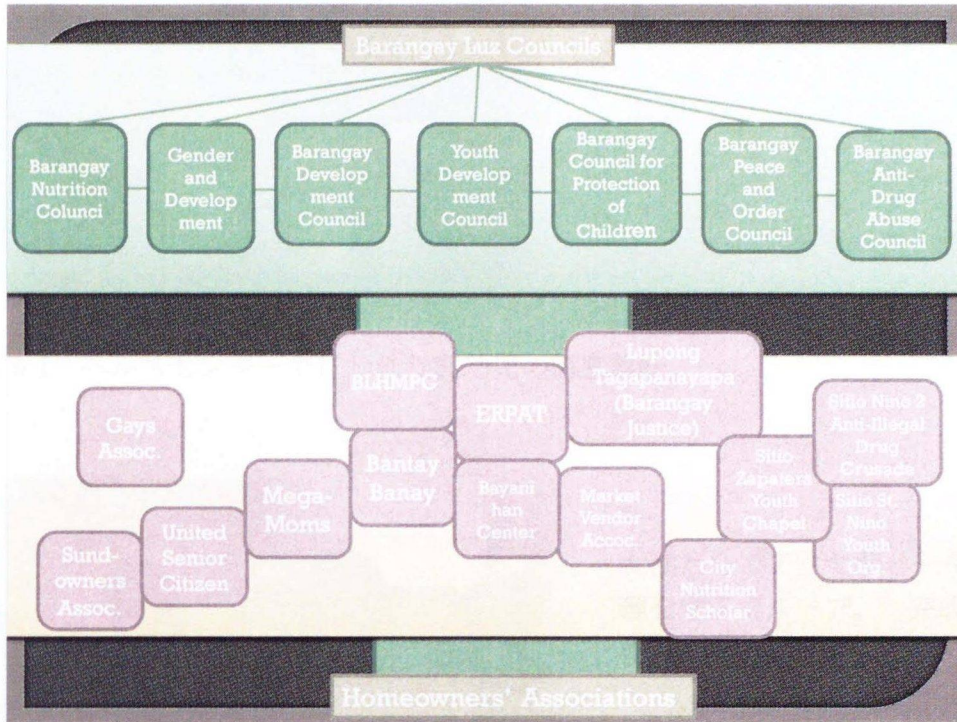 Barangay Luz Councils
Barangay
Nutrition
Colunci
Gender
and
Develop
ment
Barangay
Develop
ment
Council
Youth
Develop
ment
Council
Barangay
Council for
Protection
of
Children
Barangay
Peace
and
Order
Council
Barangay
Anti-
Drug
Abuse
Council
BLHMPG
ERPAT
Lupong
Tagapanayapa
(Barangay
Justice)
Gays
Assoc.
Sitio Nino 2
Anti-Illegal
Drug
Crusade
Bantay
Banay
Mega-
Moms
Bayani
han
Center
Market
Vendor
Accoc.
Sitio
Zapatera
Youth
Chapel
Sitio St.
Nino
Youth
Org.
United
Senior
Citizen
Sund-
owners
Assoc.
City
Nutrition
Scholar
Homeowners' Associations